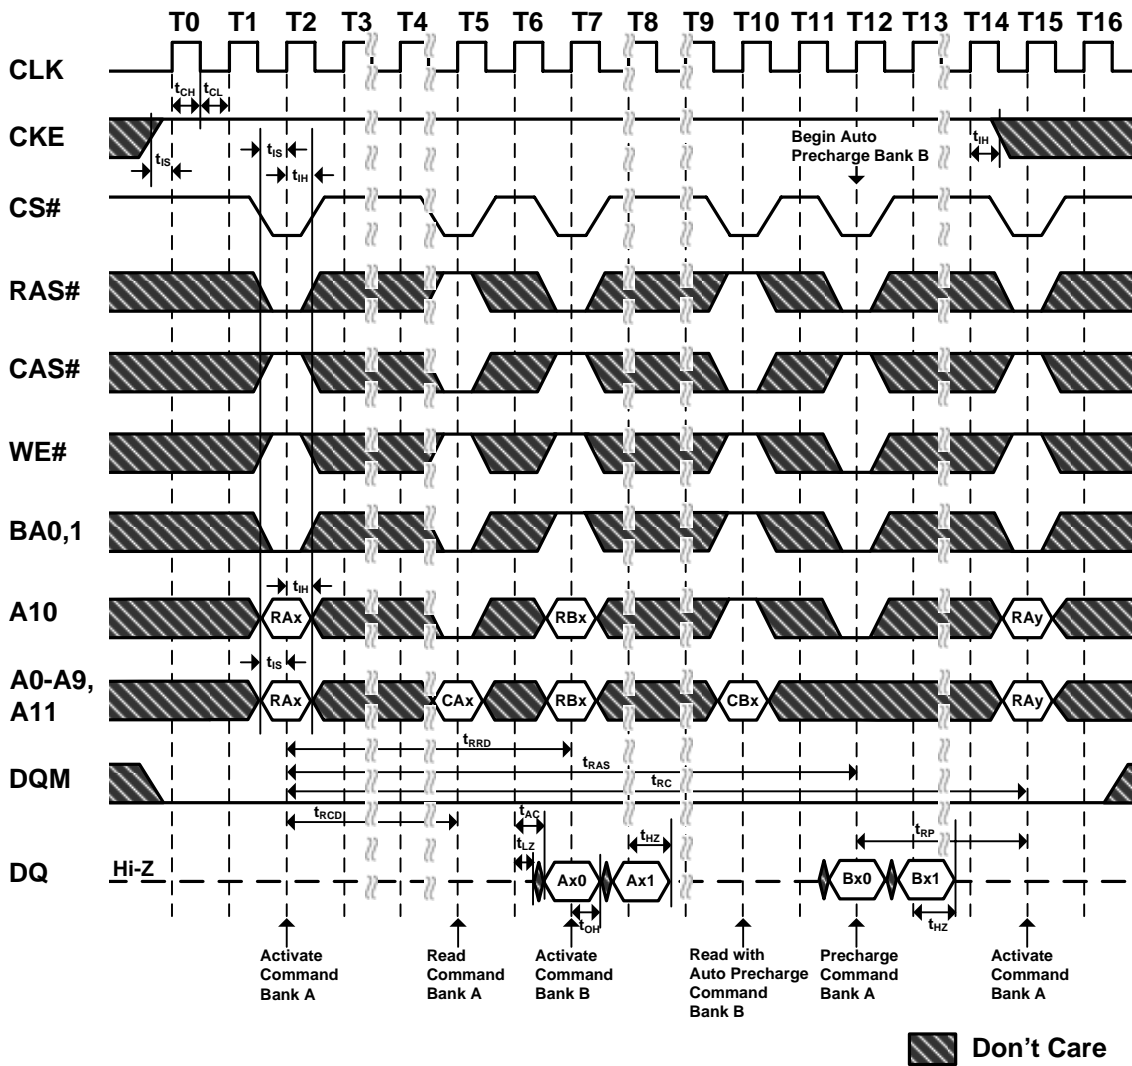 T0 T1 T2 T3 T4 T5 T6 T7 T8 T9 T10 T11 T12 T13 T14 T15 T16
CLK
tCH tCL
CKE
tIS
tIS
tIH
Begin Auto
Precharge Bank B
tIH
CS#
RAS#
CAS#
WE#
BA0,1
tIH
A10
RAx
RBx
RAy
tIS
A0-A9,
A11
RAx
CAx
RBx
CBx
RAy
tRRD
tRAS
DQM
tRC
tRCD
tAC
tHZ
tRP
tLZ
DQ
Hi-Z
Ax0
Ax1
Bx0
Bx1
tOH
tHZ
Activate
Command
Bank A
Read
Command
Bank A
Activate
Command
Bank B
Read with
Auto Precharge
Command
Bank B
Precharge
Command
Bank A
Activate
Command
Bank A
Don't Care